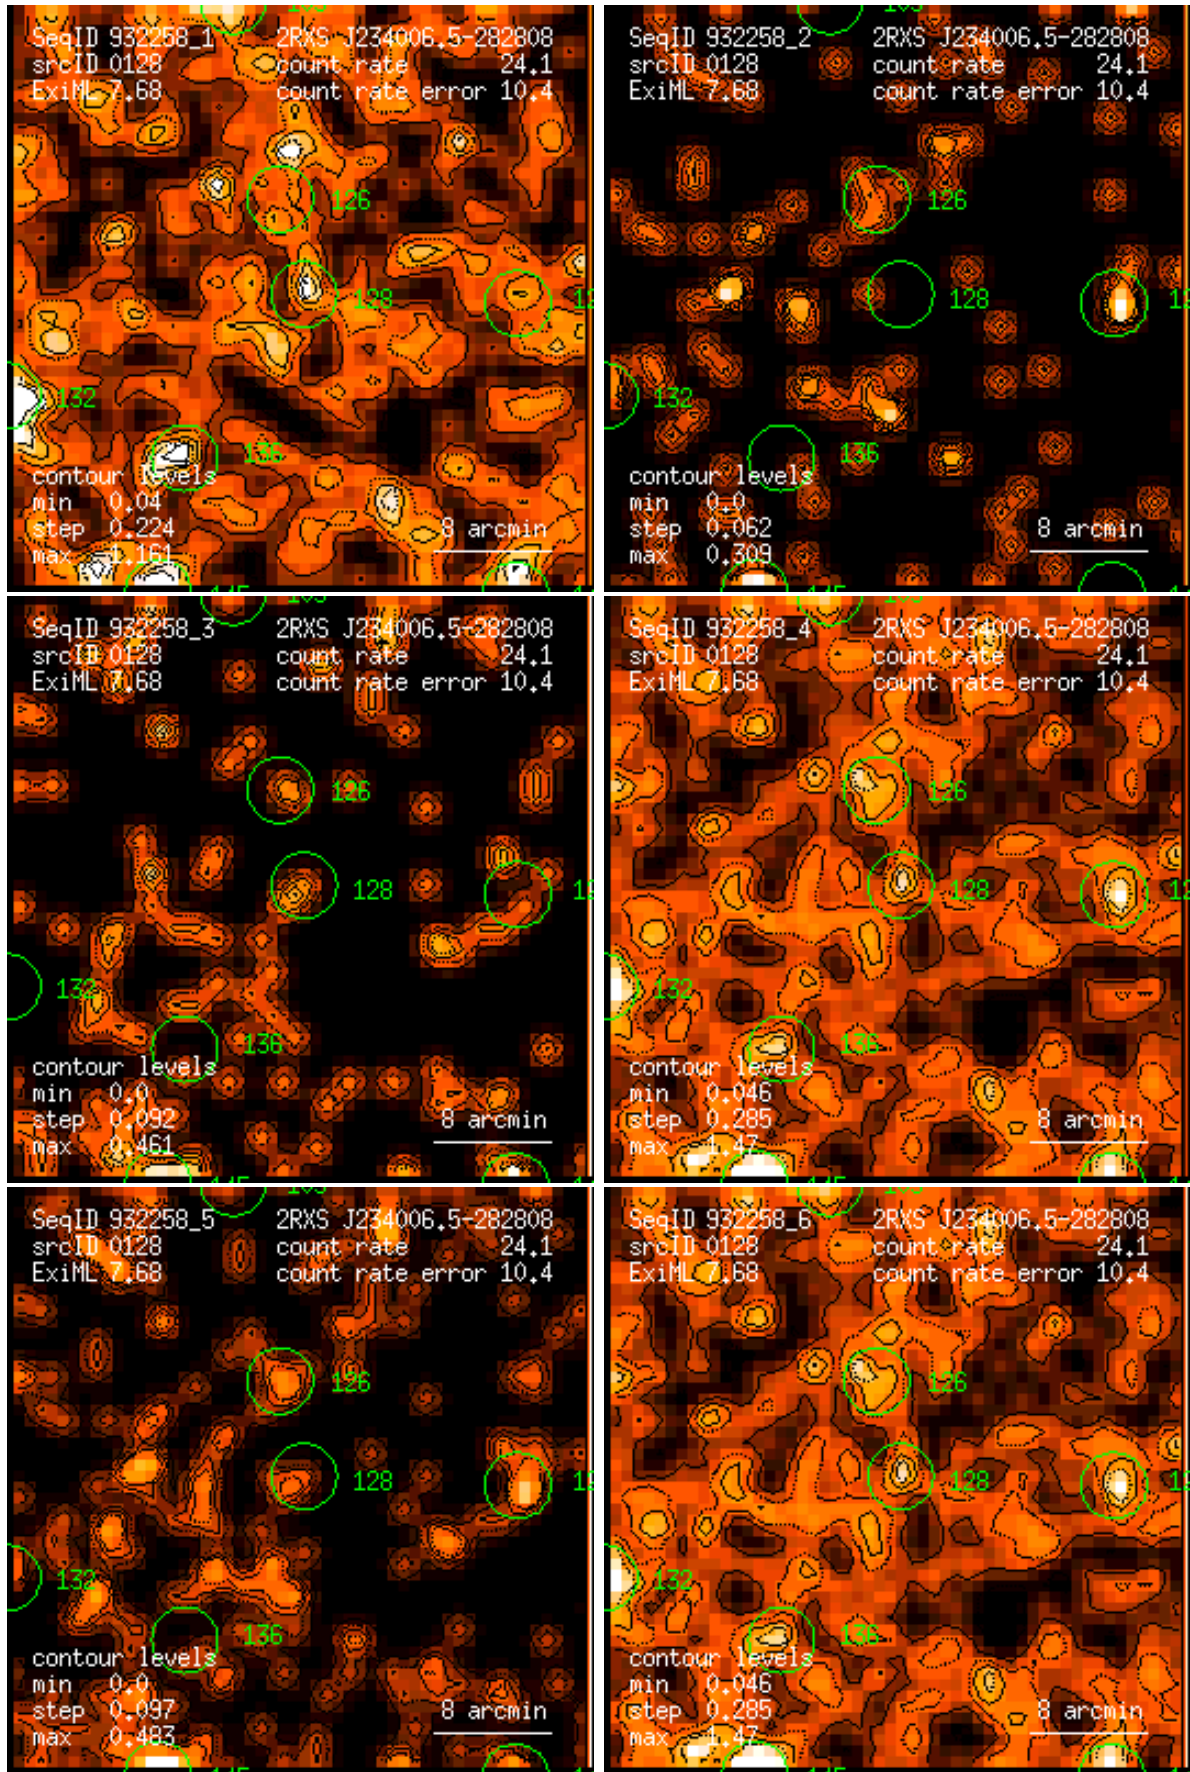 SeqID 932258_1 2RXS J234006.5-282808
srcID 0128 count rate 24.1
ExiML 7.68 count rate error 10.4
126
128
132
136
contour levels
min 0.04
step 0.224
max 1.161
8 arcmin
SeqID 932258_2 2RXS J234006.5-282808
srcID 0128 count rate 24.1
ExiML 7.68 count rate error 10.4
126
128
132
136
contour levels
min 0.0
step 0.062
max 0.309
8 arcmin
SeqID 932258_3 2RXS J234006.5-282808
srcID 0128 count rate 24.1
ExiML 7.68 count rate error 10.4
126
128
132
136
contour levels
min 0.0
step 0.092
max 0.461
8 arcmin
SeqID 932258_4 2RXS J234006.5-282808
srcID 0128 count rate 24.1
ExiML 7.68 count rate error 10.4
126
128
132
136
contour levels
min 0.046
step 0.285
max 1.47
8 arcmin
SeqID 932258_5 2RXS J234006.5-282808
srcID 0128 count rate 24.1
ExiML 7.68 count rate error 10.4
126
128
132
136
contour levels
min 0.0
step 0.097
max 0.483
8 arcmin
SeqID 932258_6 2RXS J234006.5-282808
srcID 0128 count rate 24.1
ExiML 7.68 count rate error 10.4
126
128
132
136
contour levels
min 0.046
step 0.285
max 1.47
8 arcmin